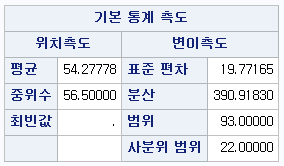 기본 통계 측도
위치측도 변이측도
평균 54.27778 표준 편차 19.77165
중위수 56.50000 분산 390.91830
최빈값 . 범위 93.00000
사분위 범위 22.00000